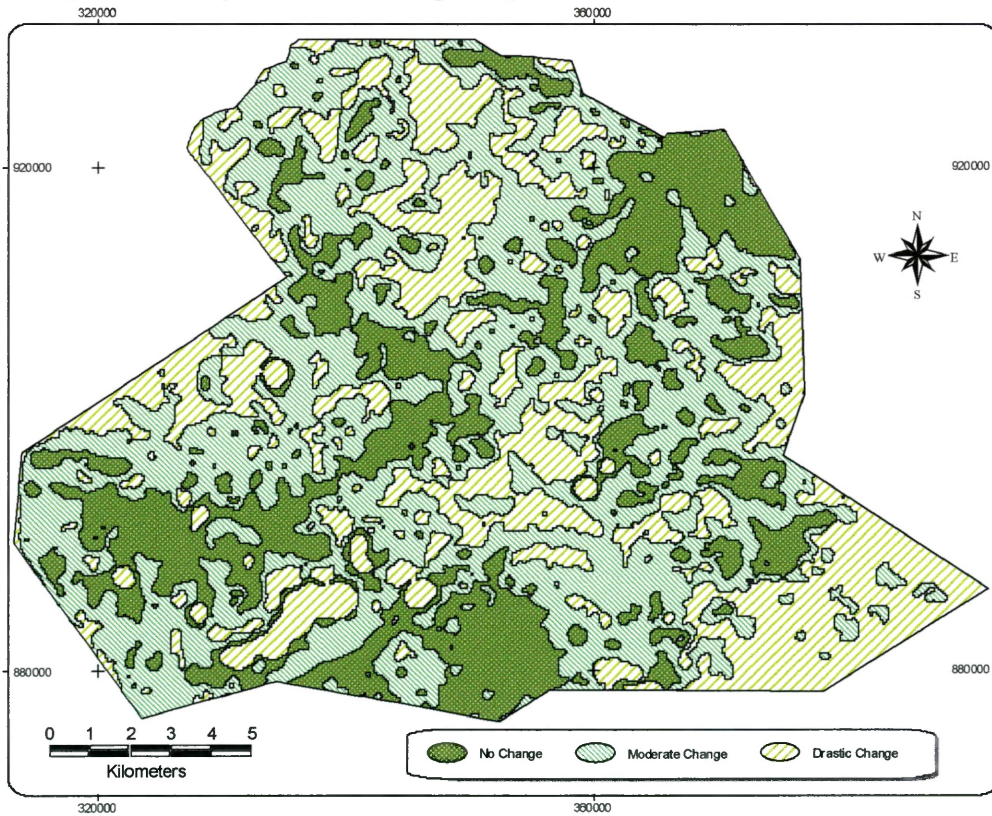 320000 360000
920000 920000
N
W E
S
880000 880000
0 1 2 3 4 5
Kilometers
No Change Moderate Change Drastic Change
320000 360000